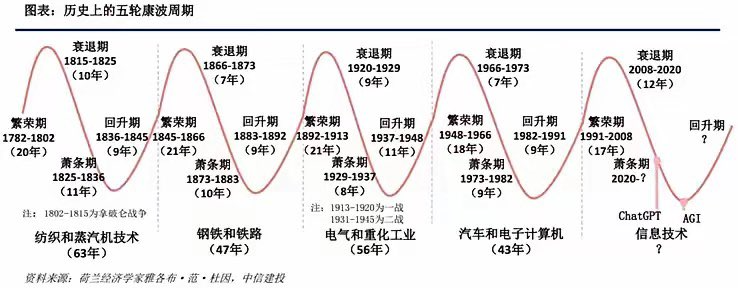 图表：历史上的五轮康波周期
衰退期
1815-1825
(10年)
繁荣期
1782-1802
(20年)
回升期
1836-1845
(9年)
萧条期
1825-1836
(11年)
注：1802-1815为拿破仑战争
纺织和蒸汽机技术
(63年)
衰退期
1866-1873
(7年)
繁荣期
1845-1866
(21年)
回升期
1883-1892
(9年)
萧条期
1873-1883
(10年)
钢铁和铁路
(47年)
衰退期
1920-1929
(9年)
繁荣期
1892-1913
(21年)
回升期
1937-1948
(11年)
萧条期
1929-1937
(8年)
注：1913-1920为一战
1931-1945为二战
电气和重化工业
(56年)
衰退期
1966-1973
(7年)
繁荣期
1948-1966
(18年)
回升期
1982-1991
(9年)
萧条期
1973-1982
(9年)
汽车和电子计算机
(43年)
衰退期
2008-2020
(12年)
繁荣期
1991-2008
(17年)
回升期
？
萧条期
2020-？
ChatGPT
AGI
信息技术
？
资料来源：荷兰经济学家雅各布·范·杜因，中信建投